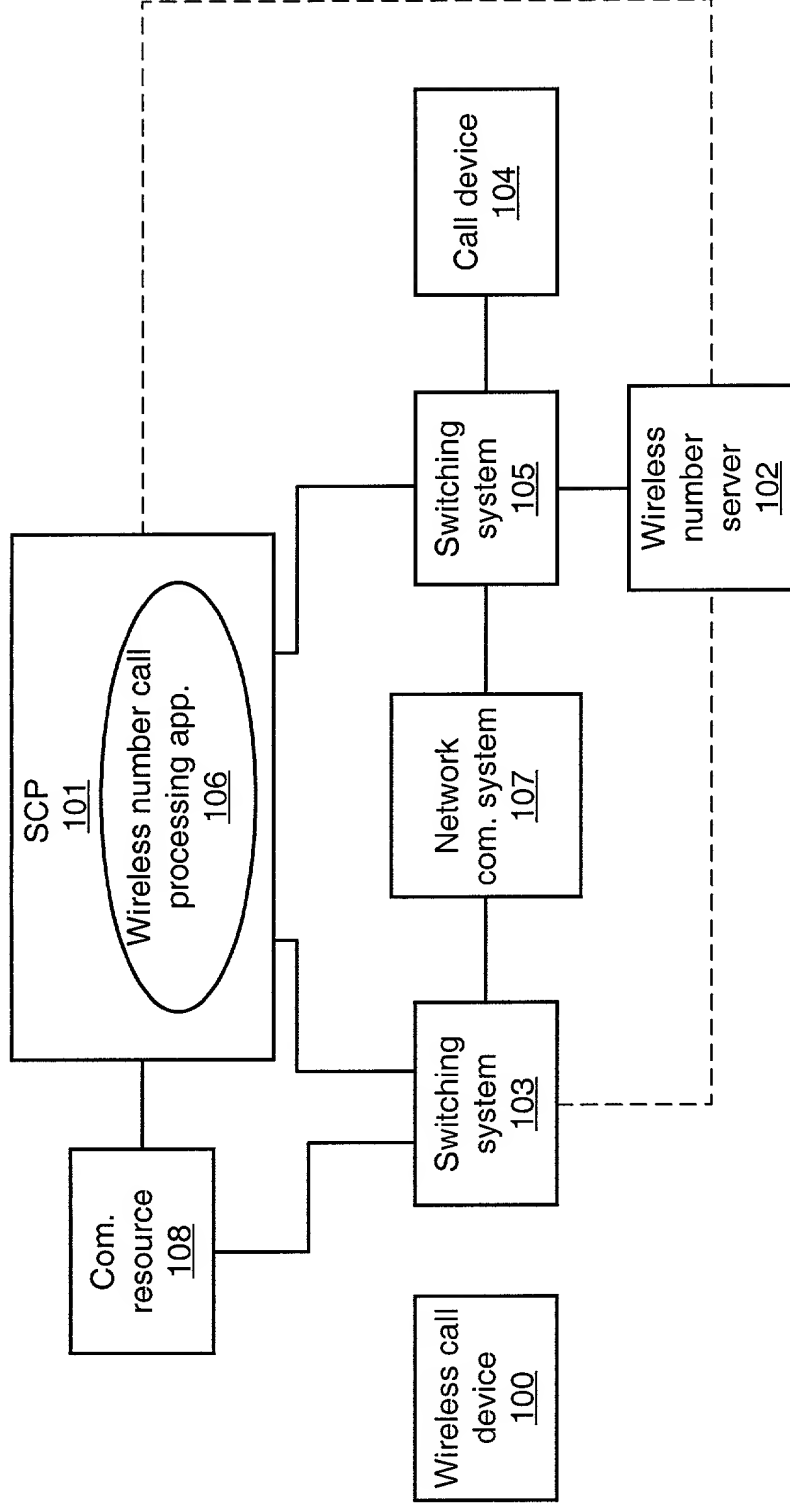 SCP
101
Wireless number call
processing app.
106
Com.
resource
108
Wireless call
device
100
Switching
system
103
Network
com. system
107
Switching
system
105
Call device
104
Wireless
number
server
102